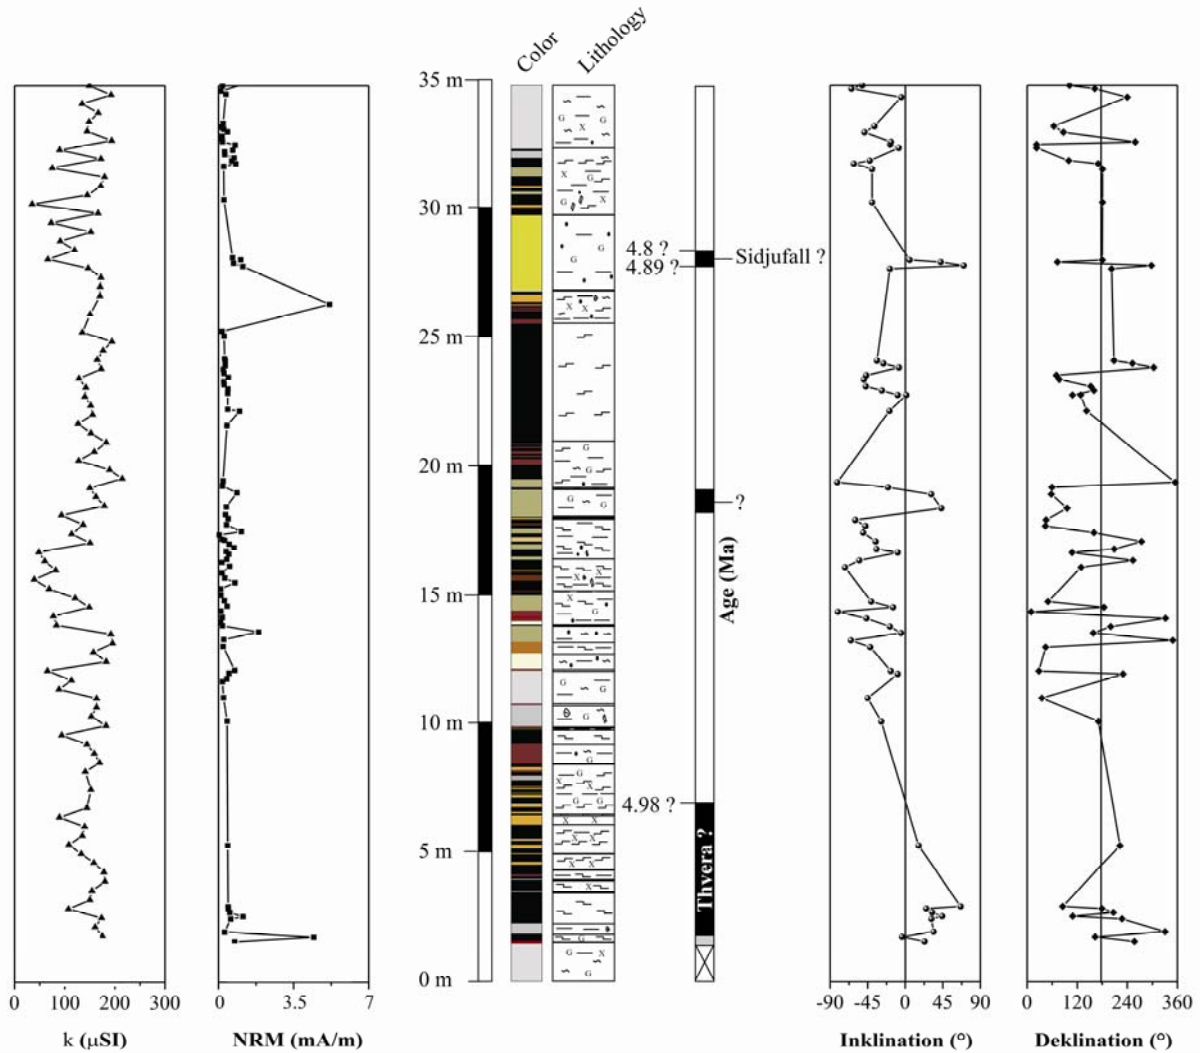 Color
Lithology
35 m
30 m
25 m
20 m
15 m
10 m
5 m
0 m
4.8 ?
4.89 ?
Sidjufall ?
?
Age (Ma)
4.98 ?
Thvera ?
0 100 200 300
k (µSI)
0 3.5 7
NRM (mA/m)
-90 -45 0 45 90
Inklination (°)
0 120 240 360
Deklination (°)